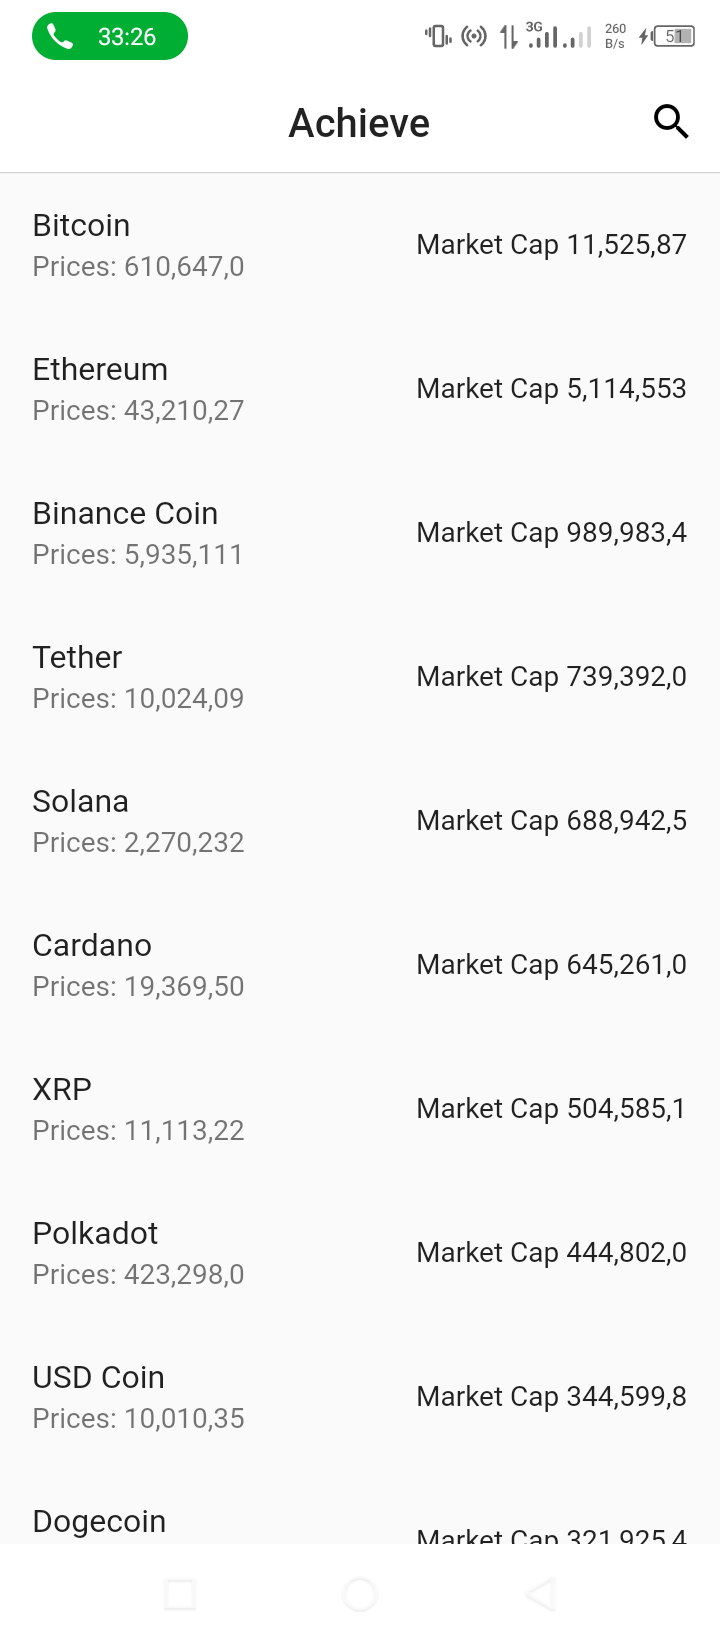 33:26
3G
260
B/s
51
Achieve
Bitcoin
Prices: 610,647,0
Market Cap 11,525,87
Ethereum
Prices: 43,210,27
Market Cap 5,114,553
Binance Coin
Prices: 5,935,111
Market Cap 989,983,4
Tether
Prices: 10,024,09
Market Cap 739,392,0
Solana
Prices: 2,270,232
Market Cap 688,942,5
Cardano
Prices: 19,369,50
Market Cap 645,261,0
XRP
Prices: 11,113,22
Market Cap 504,585,1
Polkadot
Prices: 423,298,0
Market Cap 444,802,0
USD Coin
Prices: 10,010,35
Market Cap 344,599,8
Dogecoin
Market Cap 321,925,4